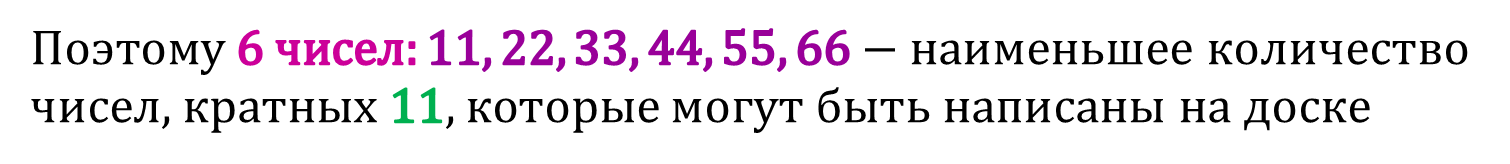 Поэтому 6 чисел: 11, 22, 33, 44, 55, 66 — наименьшее количество
чисел, кратных 11, которые могут быть написаны на доске